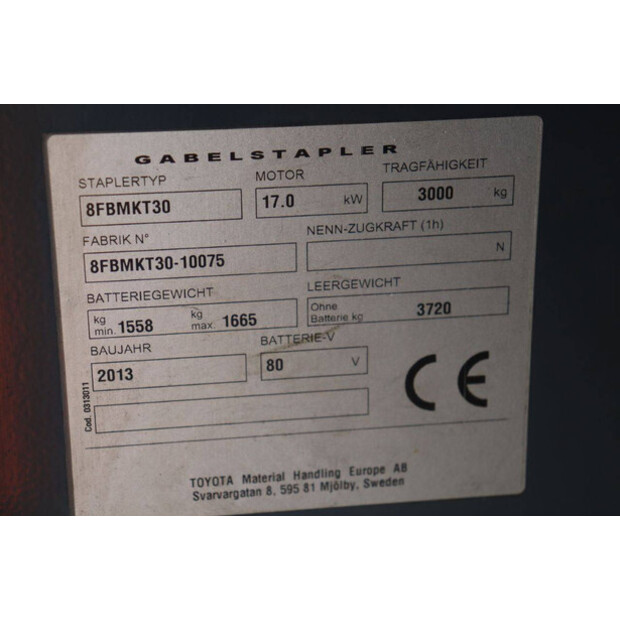 GABELSTAPLER
STAPLERTYP MOTOR TRAGFÄHIGKEIT
8FBMKT30 17.0 kW 3000 kg
FABRIK N° NENN-ZUGKRAFT (1h)
8FBMKT30-10075 N
BATTERIEGEWICHT LEERGEWICHT
kg min. 1558 kg max. 1665 Ohne Batterie kg 3720
BAUJAHR BATTERIE-V
2013 80 V
CE
Cod. 0313011
TOYOTA Material Handling Europe AB
Svarvargatan 8, 595 81 Mjölby, Sweden